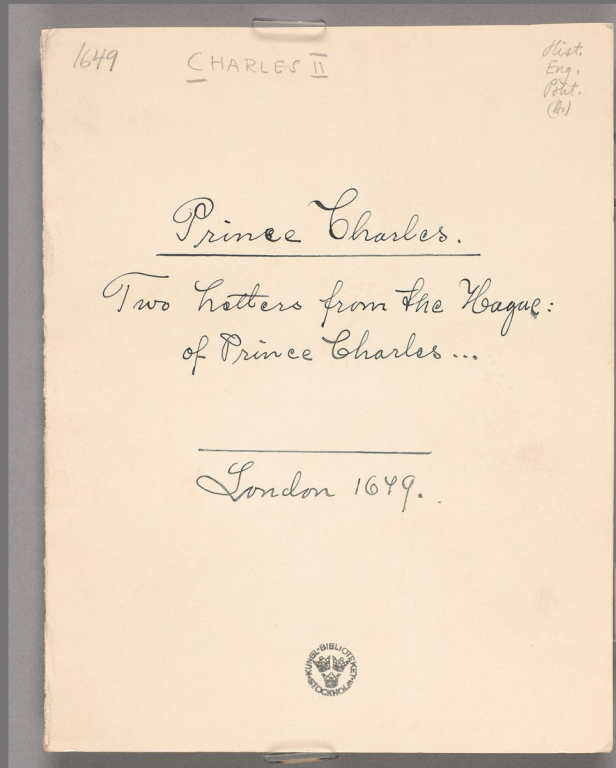 1649
CHARLES II
Hist.
Eng.
Polit.
(Br)
Prince Charles.
Two Letters from the Hague:
of Prince Charles...
London 1649.
KUNGL. BIBLIOTEKET
STOCKHOLM